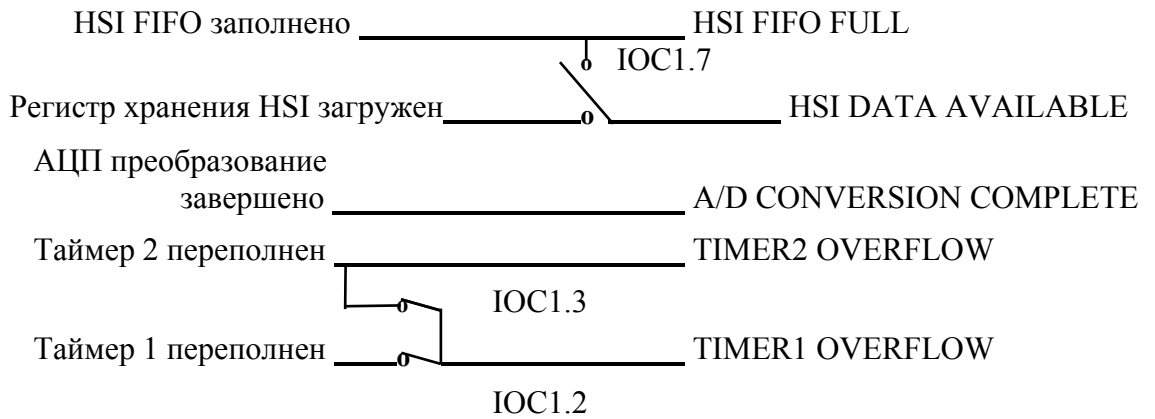 HSI FIFO заполнено HSI FIFO FULL
IOC1.7
Регистр хранения HSI загружен HSI DATA AVAILABLE
АЦП преобразование
завершено A/D CONVERSION COMPLETE
Таймер 2 переполнен TIMER2 OVERFLOW
IOC1.3
Таймер 1 переполнен TIMER1 OVERFLOW
IOC1.2